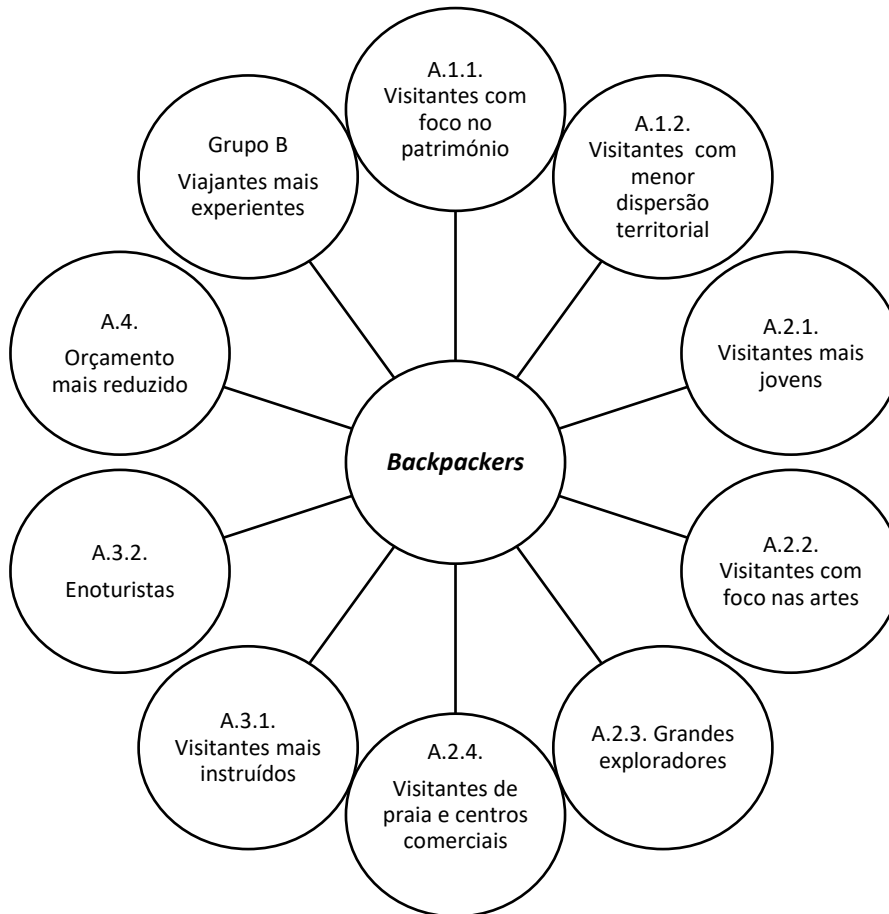 A.1.1.
Visitantes com
foco no
património
A.1.2.
Visitantes com
menor
dispersão
territorial
A.2.1.
Visitantes mais
jovens
A.2.2.
Visitantes com
foco nas artes
A.2.3. Grandes
exploradores
A.2.4.
Visitantes de
praia e centros
comerciais
A.3.1.
Visitantes mais
instruídos
A.3.2.
Enoturistas
A.4.
Orçamento
mais reduzido
Grupo B
Viajantes mais
experientes
Backpackers